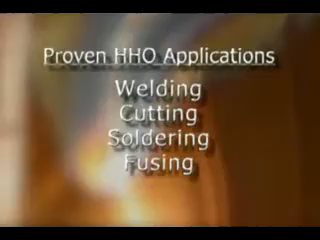 Proven HHO Applications
Welding
Cutting
Soldering
Fusing